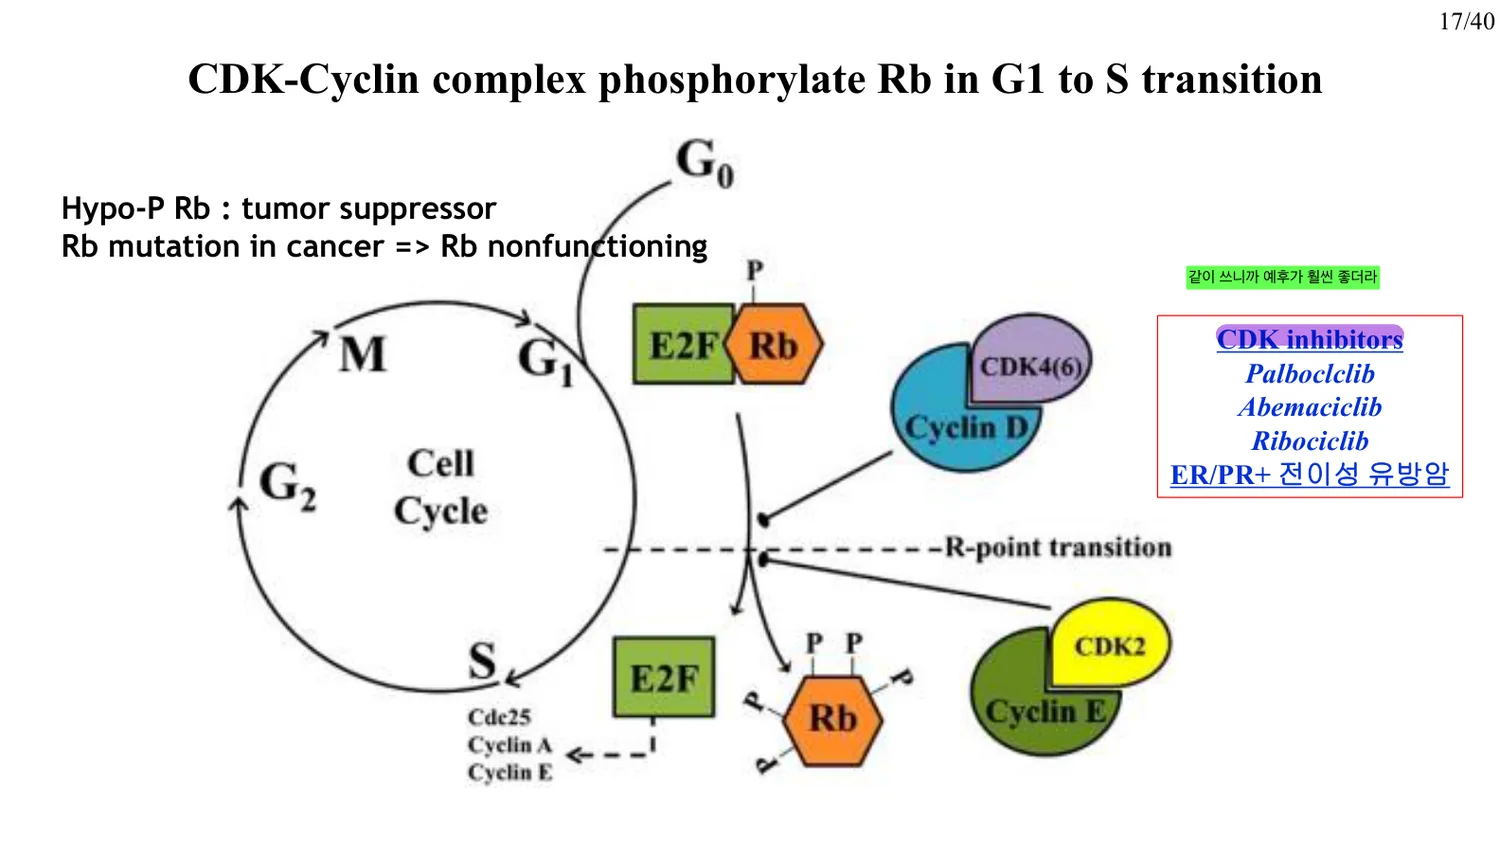 17/40
CDK-Cyclin complex phosphorylate Rb in G1 to S transition
G0
Hypo-P Rb : tumor suppressor
Rb mutation in cancer => Rb nonfunctioning
P
같이 쓰니까 예후가 훨씬 좋더라
E2F
Rb
M
G1
CDK4(6)
Cyclin D
CDK inhibitors
Palboclclib
Abemaciclib
Ribociclib
ER/PR+ 전이성 유방암
Cell
Cycle
G2
R-point transition
S
E2F
P P
P
P
P
Rb
CDK2
Cyclin E
Cdc25
Cyclin A
Cyclin E